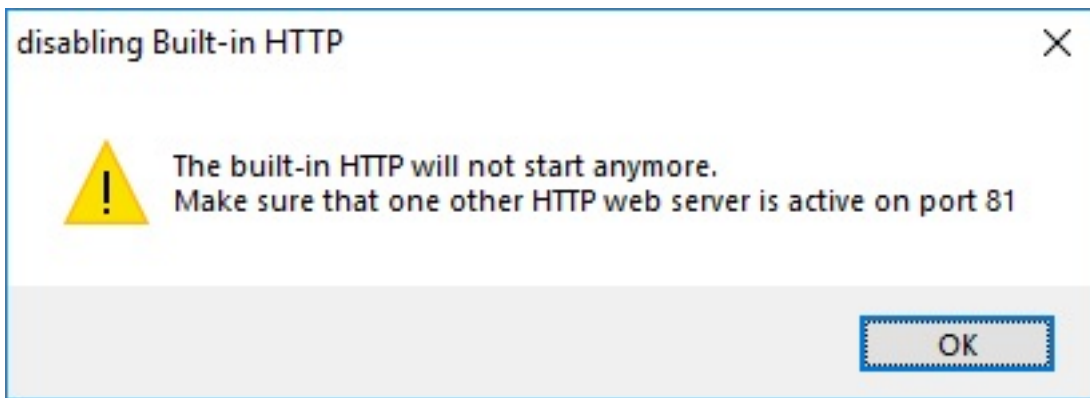 disabling Built-in HTTP
The built-in HTTP will not start anymore.
Make sure that one other HTTP web server is active on port 81
OK